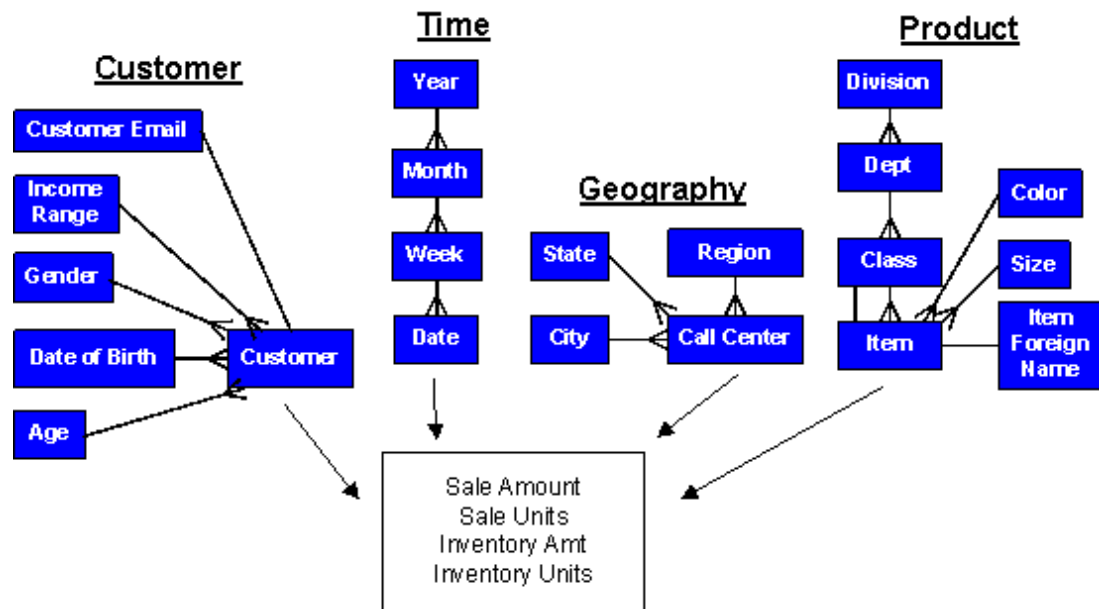 Customer
Customer Email
Income
Range
Gender
Date of Birth
Age
Customer
Time
Year
Month
Week
Date
Geography
State
Region
City
Call Center
Product
Division
Dept
Class
Item
Color
Size
Item
Foreign
Name
Sale Amount
Sale Units
Inventory Amt
Inventory Units